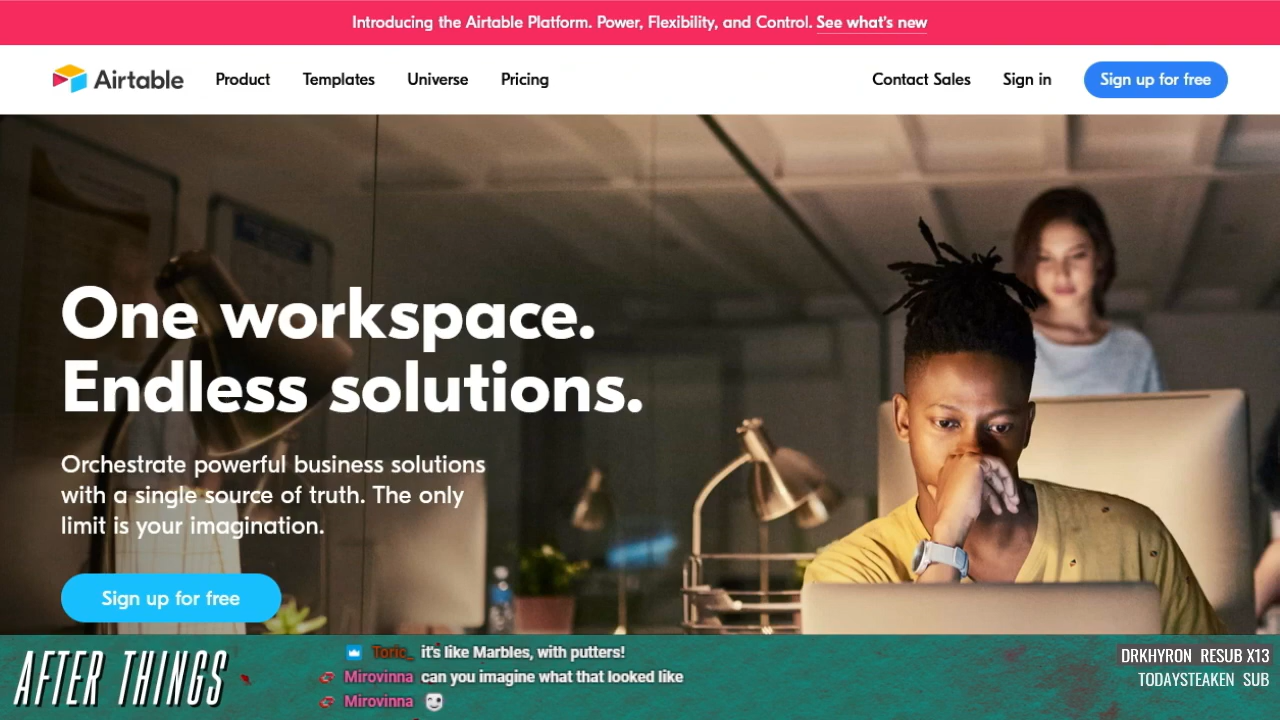 Introducing the Airtable Platform. Power, Flexibility, and Control. See what's new
Airtable
Product
Templates
Universe
Pricing
Contact Sales
Sign in
Sign up for free
One workspace.
Endless solutions.
Orchestrate powerful business solutions
with a single source of truth. The only
limit is your imagination.
Sign up for free
AFTER THINGS
Toric_ it's like Marbles, with putters!
Mirovinna can you imagine what that looked like
Mirovinna
DRKHYRON RESUB X13
TODAYSTEAKEN SUB